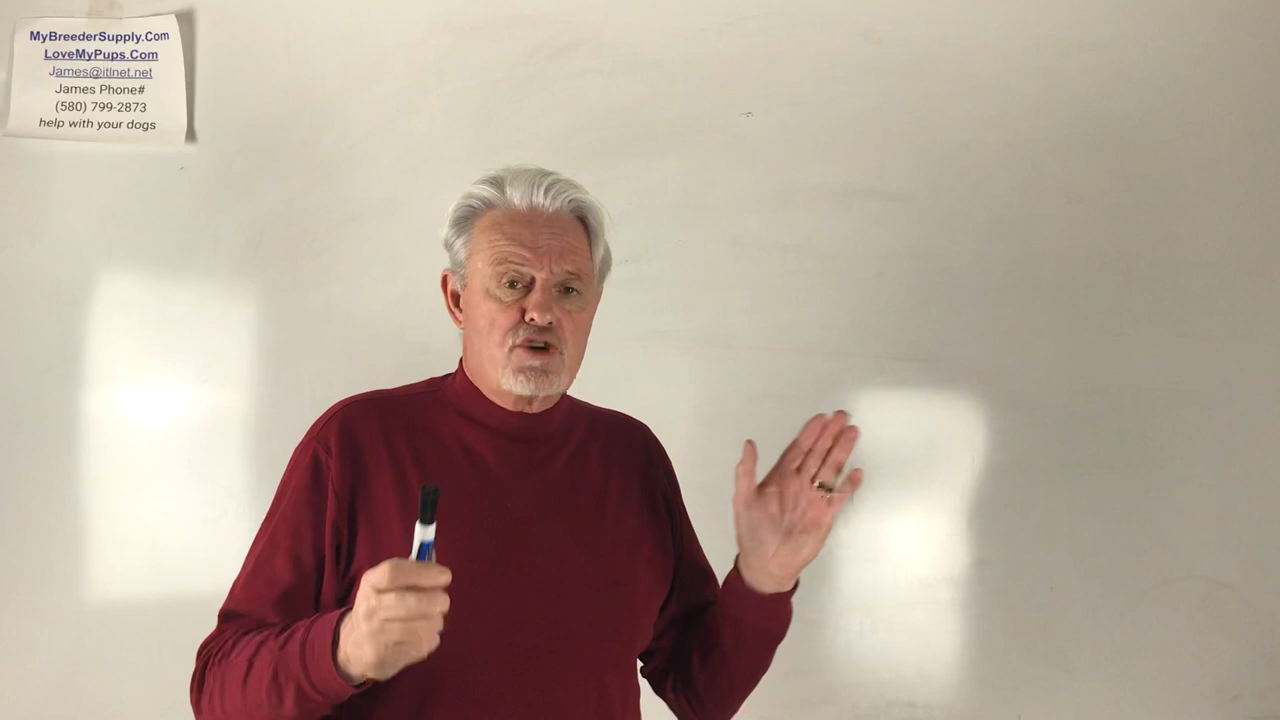 MyBreederSupply.Com
LoveMyPups.Com
James@itlnet.net
James Phone#
(580) 799-2873
help with your dogs